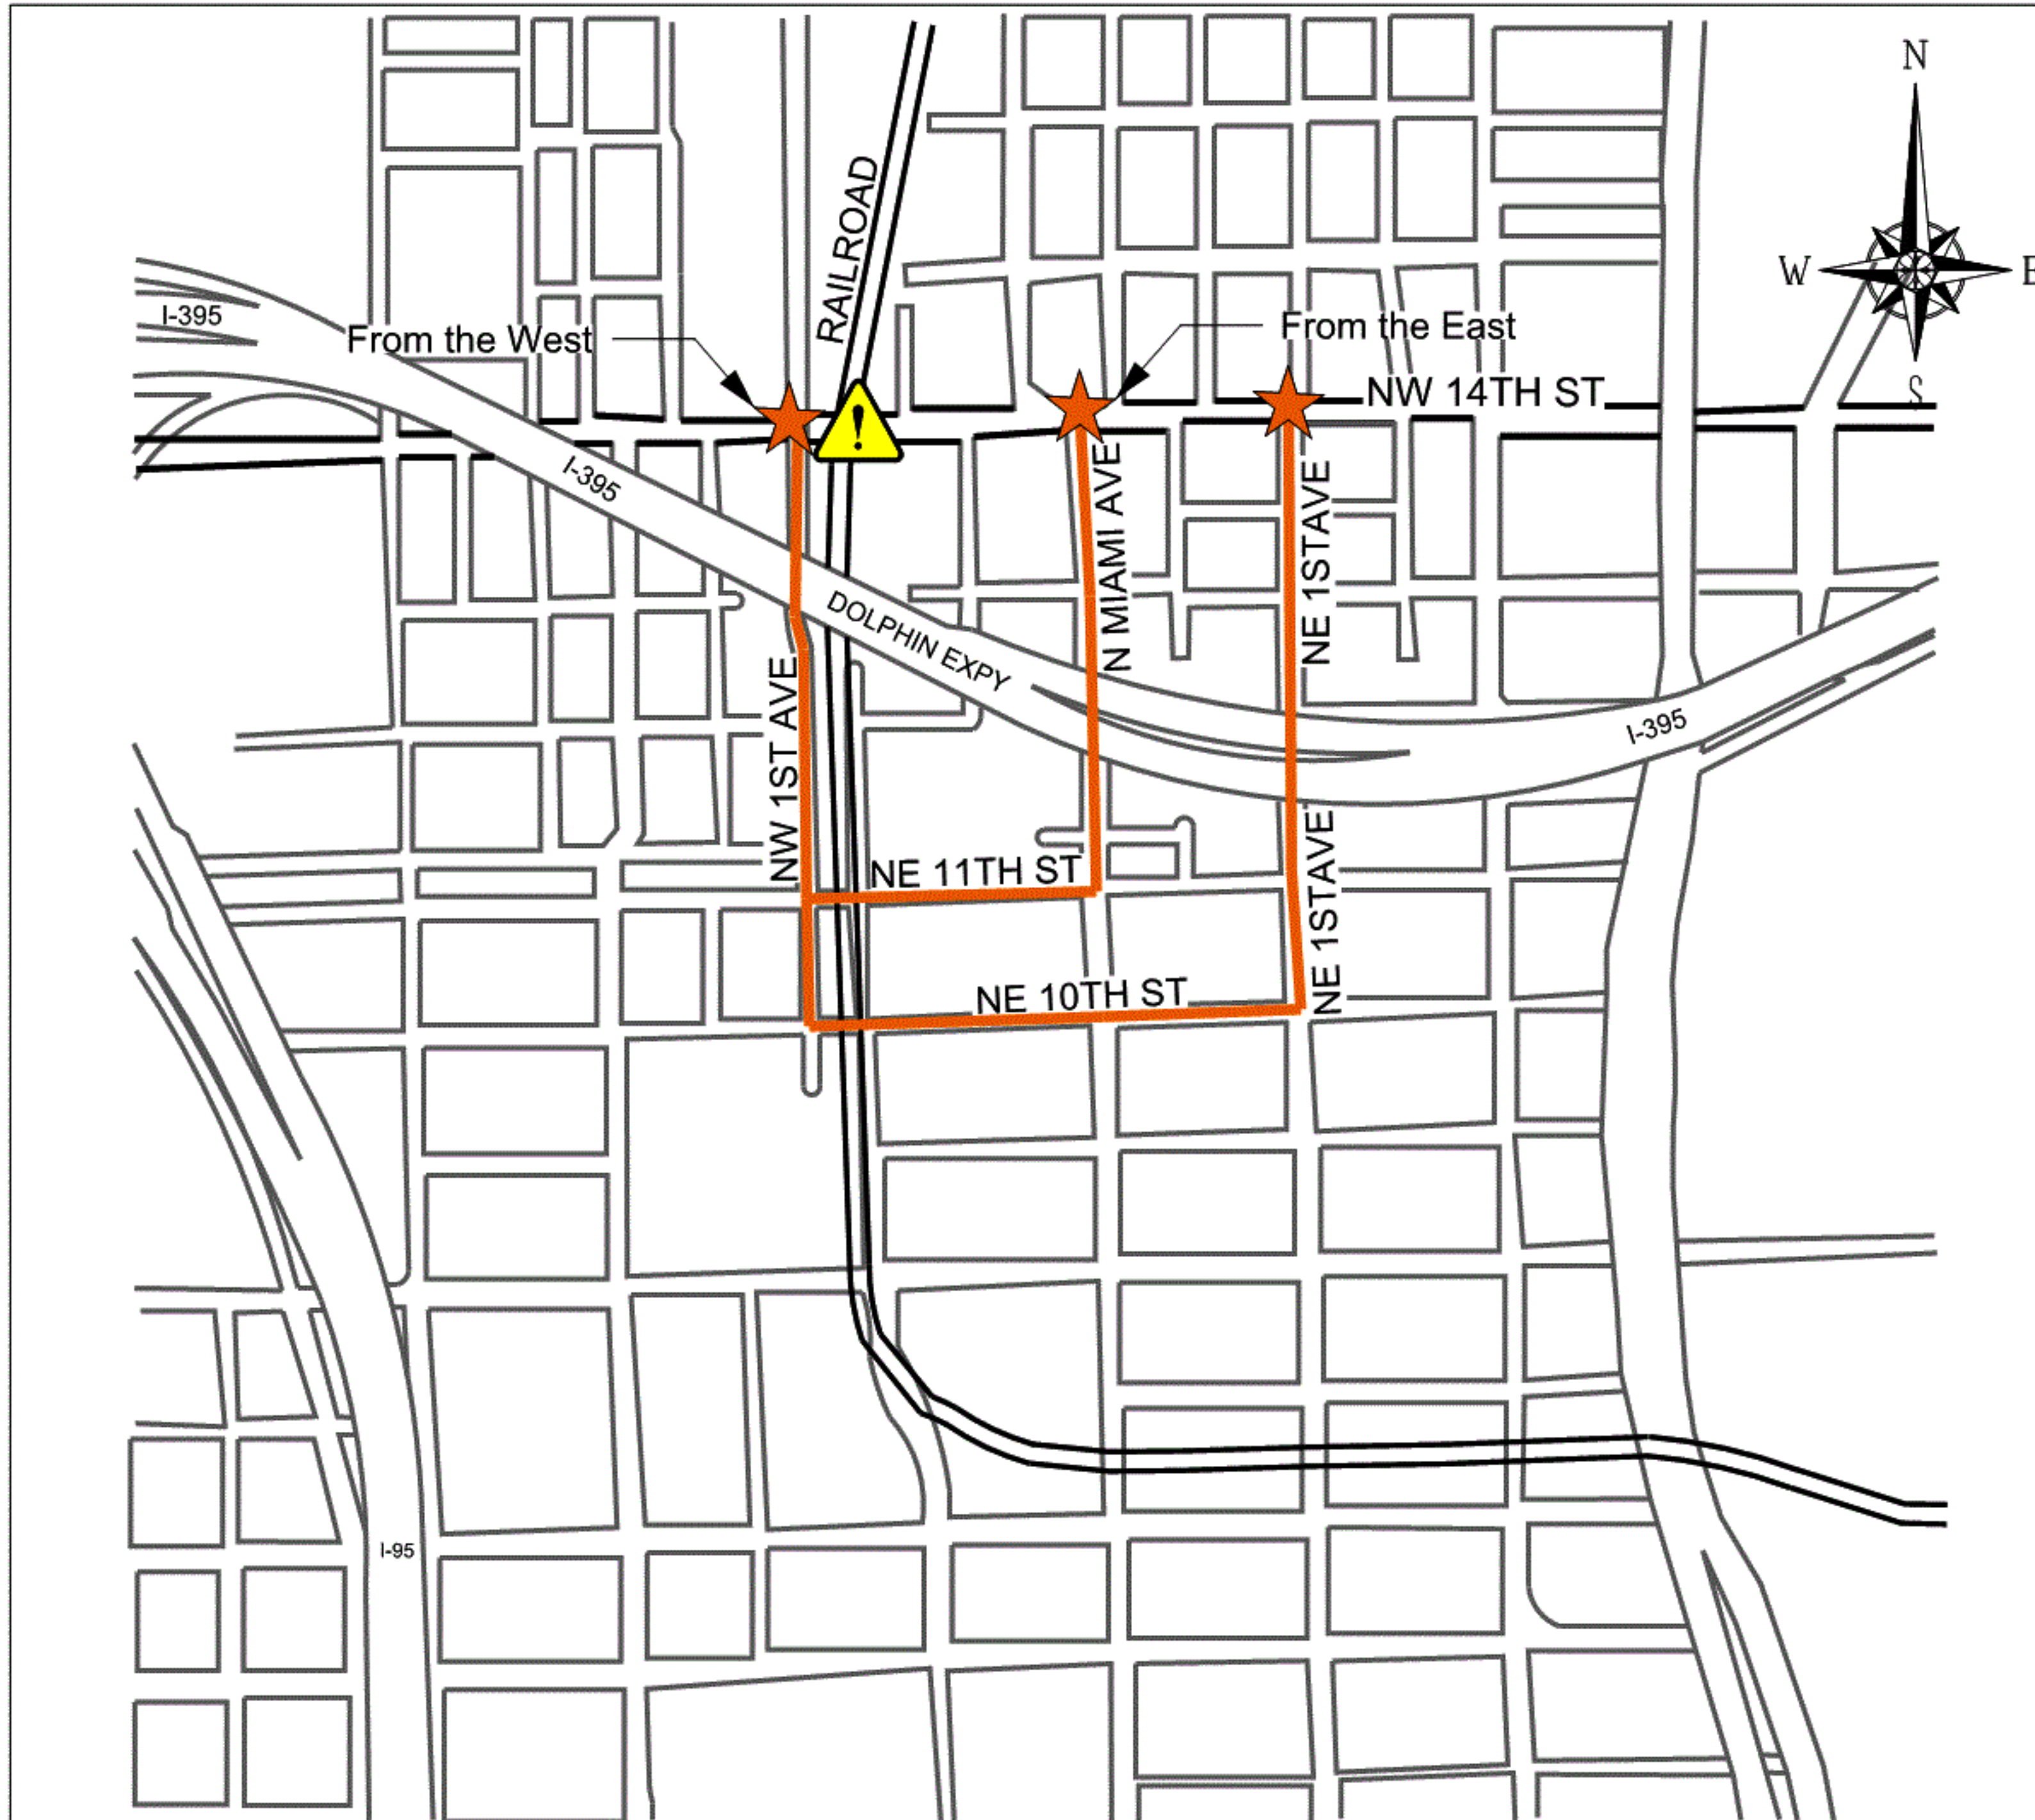 N
RAILROAD
W
E
I-395
From the West
From the East
S
NW 14TH ST
!
I-395
N MIAMI AVE
NE 1STAVE
DOLPHIN EXPY
NW 1ST AVE
I-395
NE 11TH ST
NE 1STAVE
NE 10TH ST
I-95